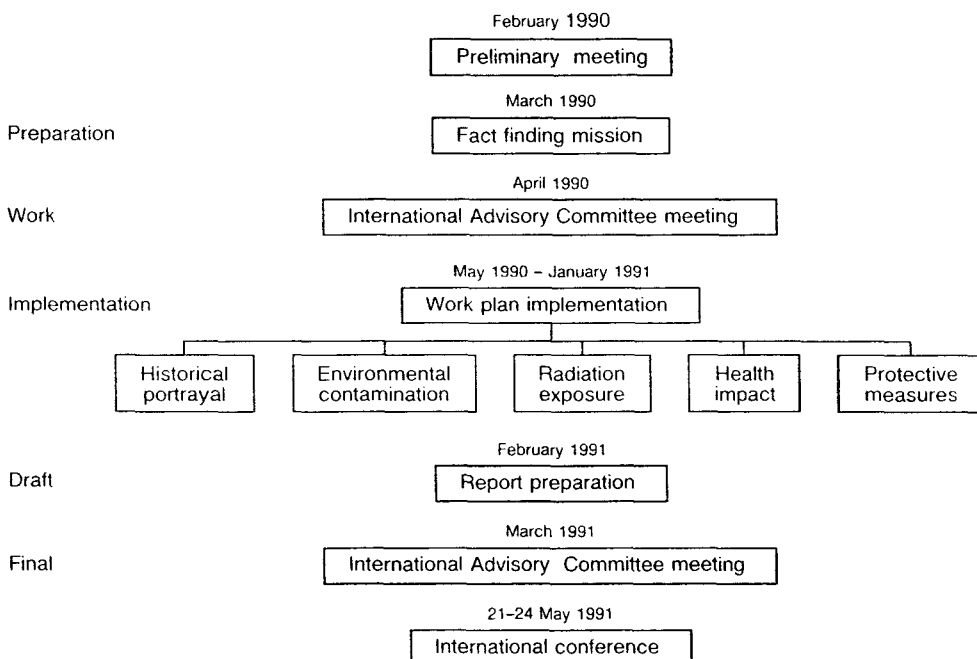 February 1990
Preliminary meeting
March 1990
Preparation
Fact finding mission
April 1990
Work
International Advisory Committee meeting
May 1990 – January 1991
Implementation
Work plan implementation
Historical
portrayal
Environmental
contamination
Radiation
exposure
Health
impact
Protective
measures
February 1991
Draft
Report preparation
March 1991
Final
International Advisory Committee meeting
21–24 May 1991
International conference